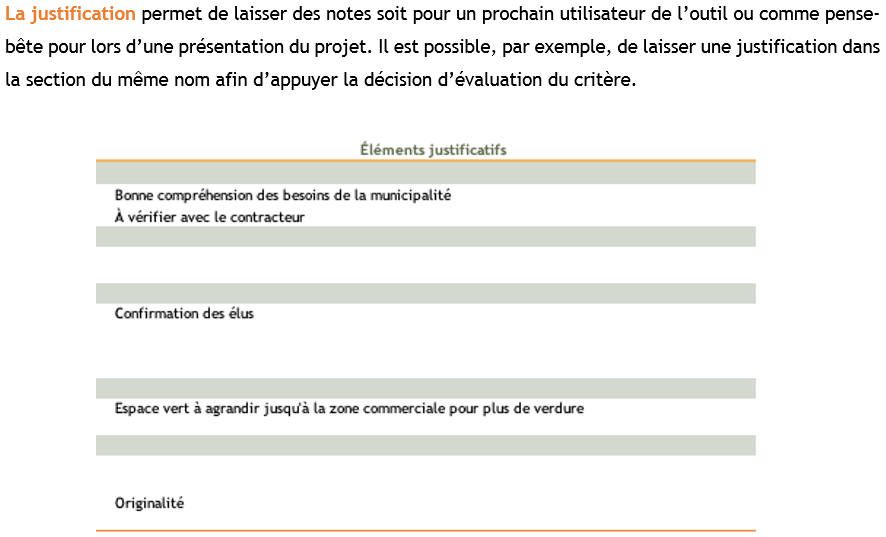 La justification permet de laisser des notes soit pour un prochain utilisateur de l’outil ou comme pense-
bête pour lors d’une présentation du projet. Il est possible, par exemple, de laisser une justification dans
la section du même nom afin d’appuyer la décision d’évaluation du critère.
Éléments justificatifs
Bonne compréhension des besoins de la municipalité
À vérifier avec le contracteur
Confirmation des élus
Espace vert à agrandir jusqu'à la zone commerciale pour plus de verdure
Originalité